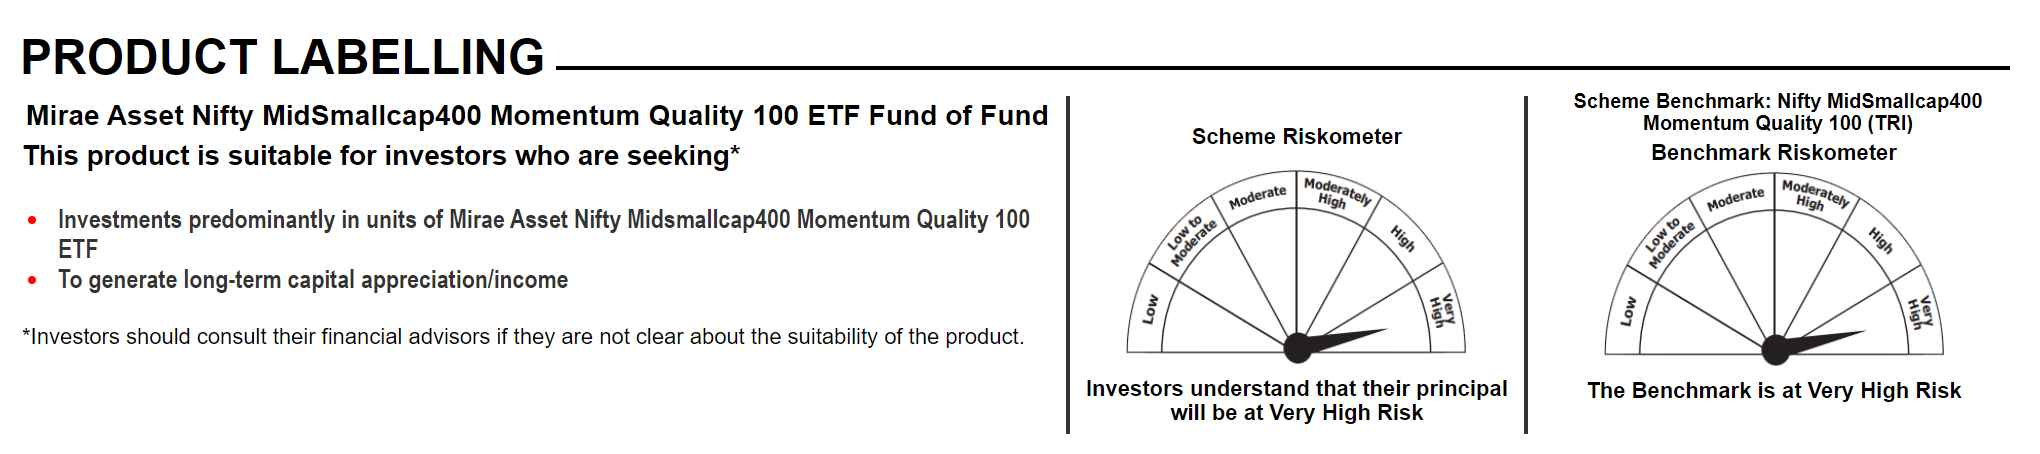 PRODUCT LABELLING
Mirae Asset Nifty MidSmallcap400 Momentum Quality 100 ETF Fund of Fund
This product is suitable for investors who are seeking*
• Investments predominantly in units of Mirae Asset Nifty Midsmallcap400 Momentum Quality 100
ETF
• To generate long-term capital appreciation/income
*Investors should consult their financial advisors if they are not clear about the suitability of the product.
Scheme Riskometer
Low
Low to
Moderate
Moderate
Moderately
High
High
Very
High
Investors understand that their principal
will be at Very High Risk
Scheme Benchmark: Nifty MidSmallcap400
Momentum Quality 100 (TRI)
Benchmark Riskometer
Low
Low to
Moderate
Moderate
Moderately
High
High
Very
High
The Benchmark is at Very High Risk